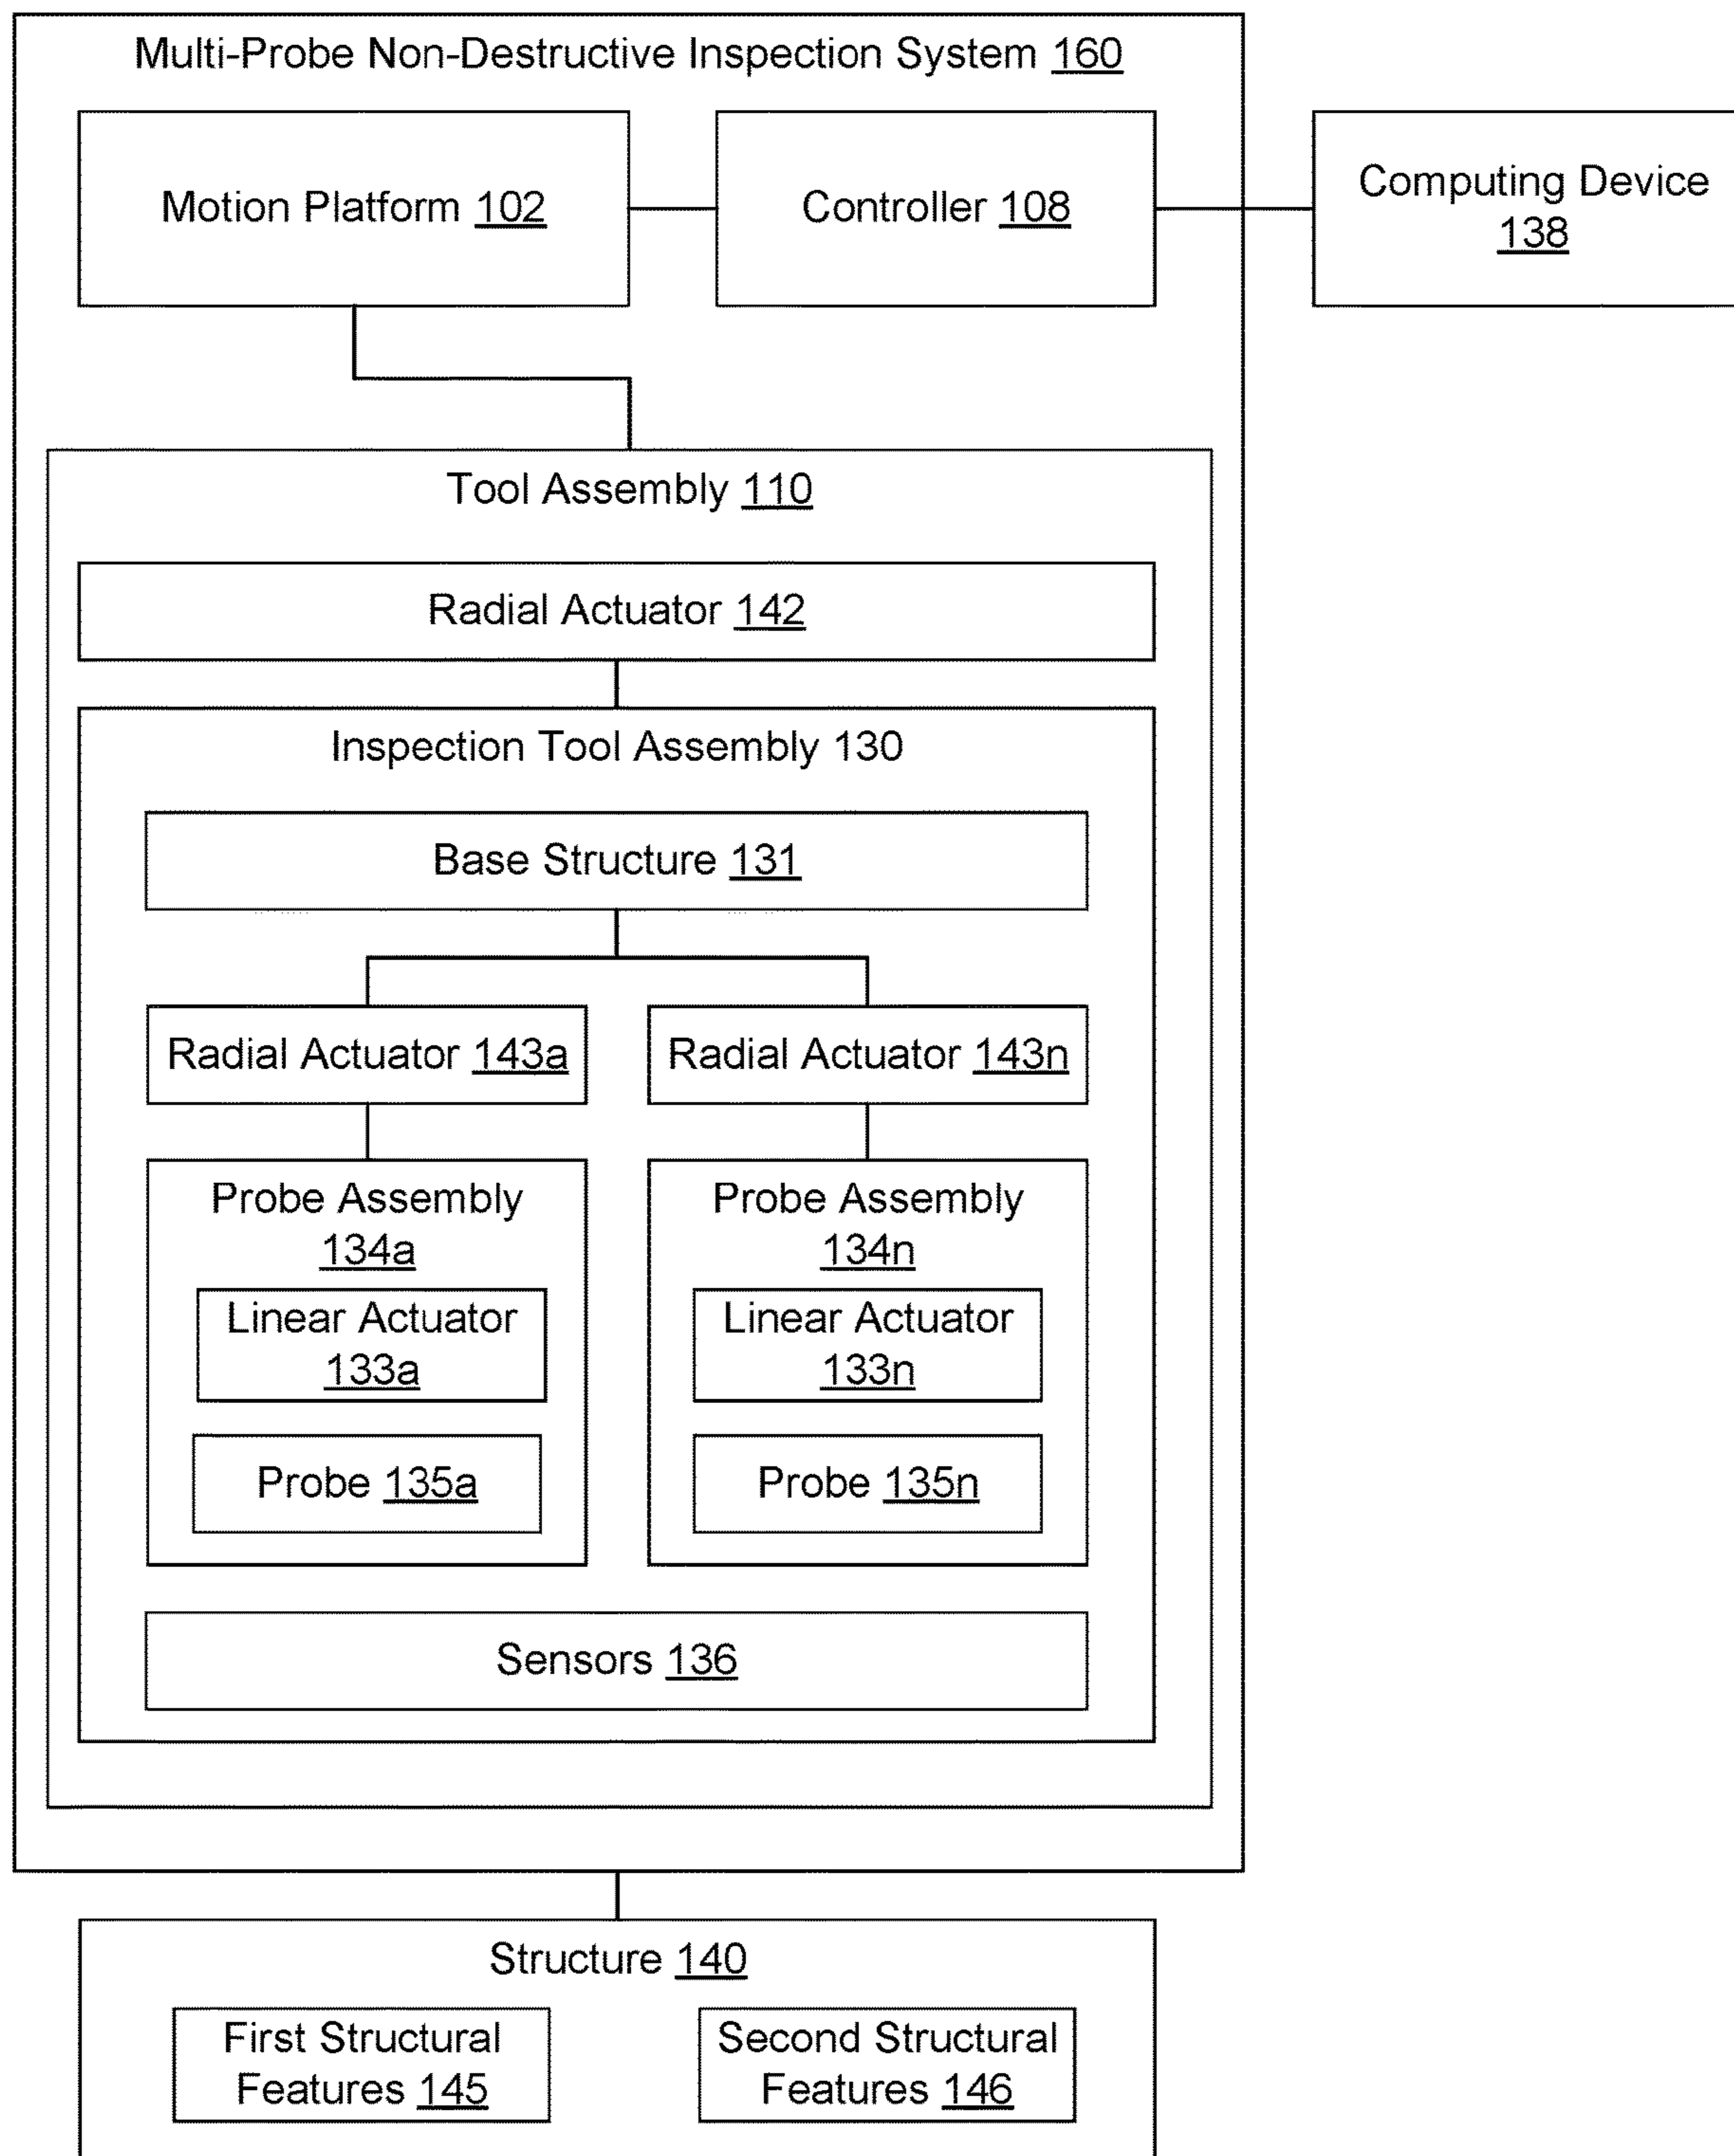 Multi-Probe Non-Destructive Inspection System 160
Motion Platform 102
Controller 108
Computing Device
138
Tool Assembly 110
Radial Actuator 142
Inspection Tool Assembly 130
Base Structure 131
Radial Actuator 143a
Radial Actuator 143n
Probe Assembly
134a
Linear Actuator
133a
Probe 135a
Probe Assembly
134n
Linear Actuator
133n
Probe 135n
Sensors 136
Structure 140
First Structural
Features 145
Second Structural
Features 146